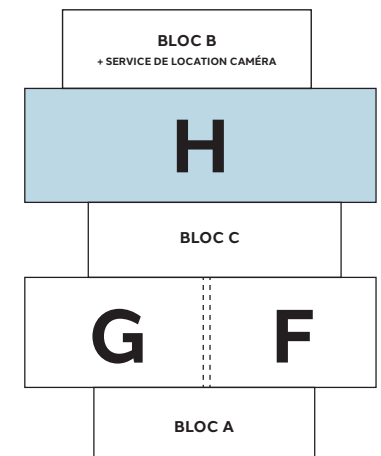 BLOC B
+ SERVICE DE LOCATION CAMÉRA
H
BLOC C
G F
BLOC A